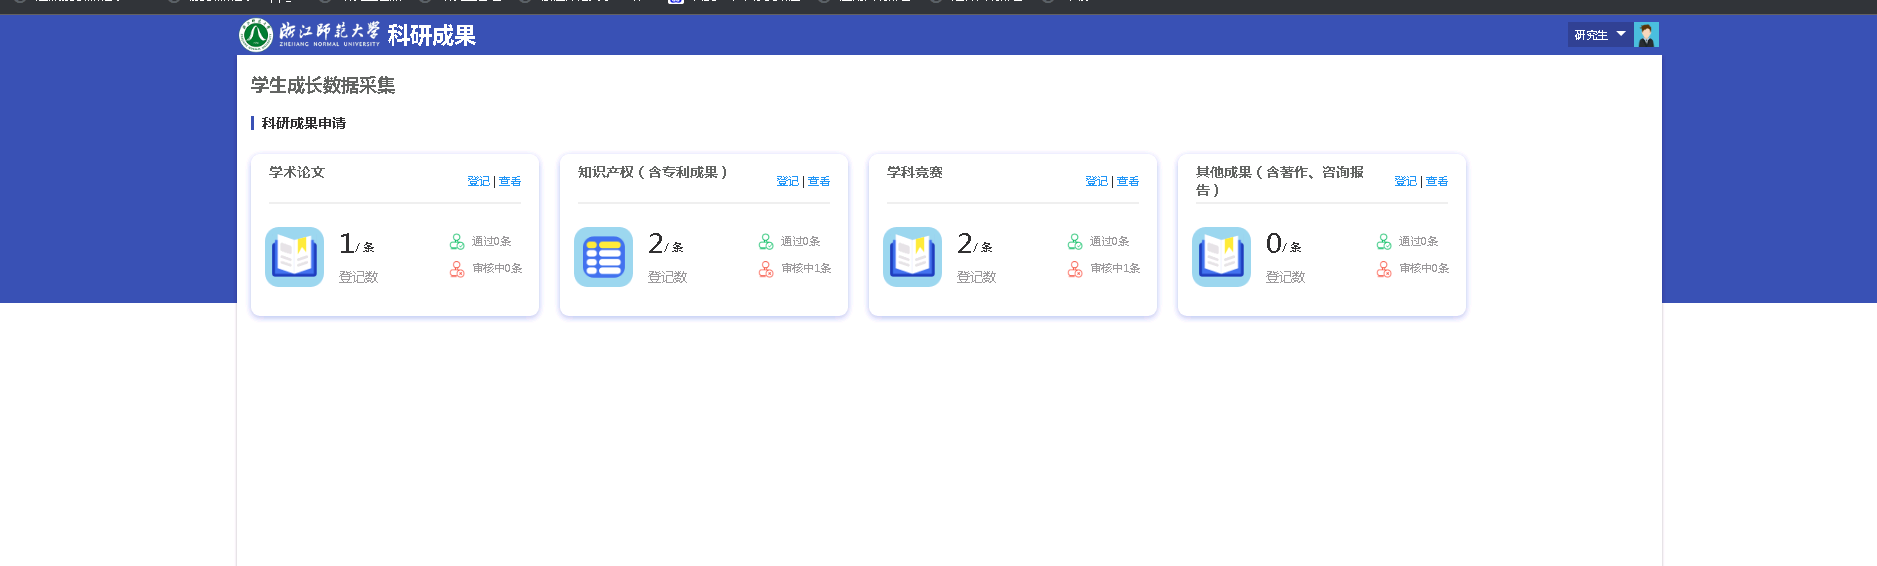 浙江师范大学 科研成果
ZHEJIANG NORMAL UNIVERSITY
研究生
学生成长数据采集
科研成果申请
学术论文
登记 | 查看
1/ 条
登记数
通过0条
审核中0条
知识产权（含专利成果）
登记 | 查看
2/ 条
登记数
通过0条
审核中1条
学科竞赛
登记 | 查看
2/ 条
登记数
通过0条
审核中1条
其他成果（含著作、咨询报
告）
登记 | 查看
0/ 条
登记数
通过0条
审核中0条